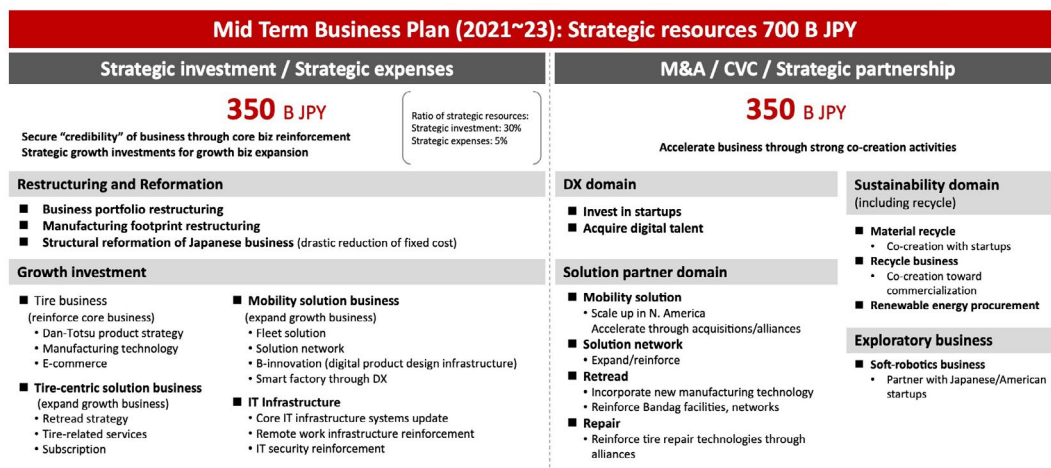 Mid Term Business Plan (2021~23): Strategic resources 700 B JPY
Strategic investment / Strategic expenses
350 B JPY
Secure “credibility” of business through core biz reinforcement
Strategic growth investments for growth biz expansion
Ratio of strategic resources:
Strategic investment: 30%
Strategic expenses: 5%
Restructuring and Reformation
■ Business portfolio restructuring
■ Manufacturing footprint restructuring
■ Structural reformation of Japanese business (drastic reduction of fixed cost)
Growth investment
■ Tire business
(reinforce core business)
• Dan-Totsu product strategy
• Manufacturing technology
• E-commerce
■ Tire-centric solution business
(expand growth business)
• Retread strategy
• Tire-related services
• Subscription
■ Mobility solution business
(expand growth business)
• Fleet solution
• Solution network
• B-innovation (digital product design infrastructure)
• Smart factory through DX
■ IT Infrastructure
• Core IT infrastructure systems update
• Remote work infrastructure reinforcement
• IT security reinforcement
M&A / CVC / Strategic partnership
350 B JPY
Accelerate business through strong co-creation activities
DX domain
■ Invest in startups
■ Acquire digital talent
Solution partner domain
■ Mobility solution
• Scale up in N. America
Accelerate through acquisitions/alliances
■ Solution network
• Expand/reinforce
■ Retread
• Incorporate new manufacturing technology
• Reinforce Bandag facilities, networks
■ Repair
• Reinforce tire repair technologies through
alliances
Sustainability domain
(including recycle)
■ Material recycle
• Co-creation with startups
■ Recycle business
• Co-creation toward
commercialization
■ Renewable energy procurement
Exploratory business
■ Soft-robotics business
• Partner with Japanese/American
startups